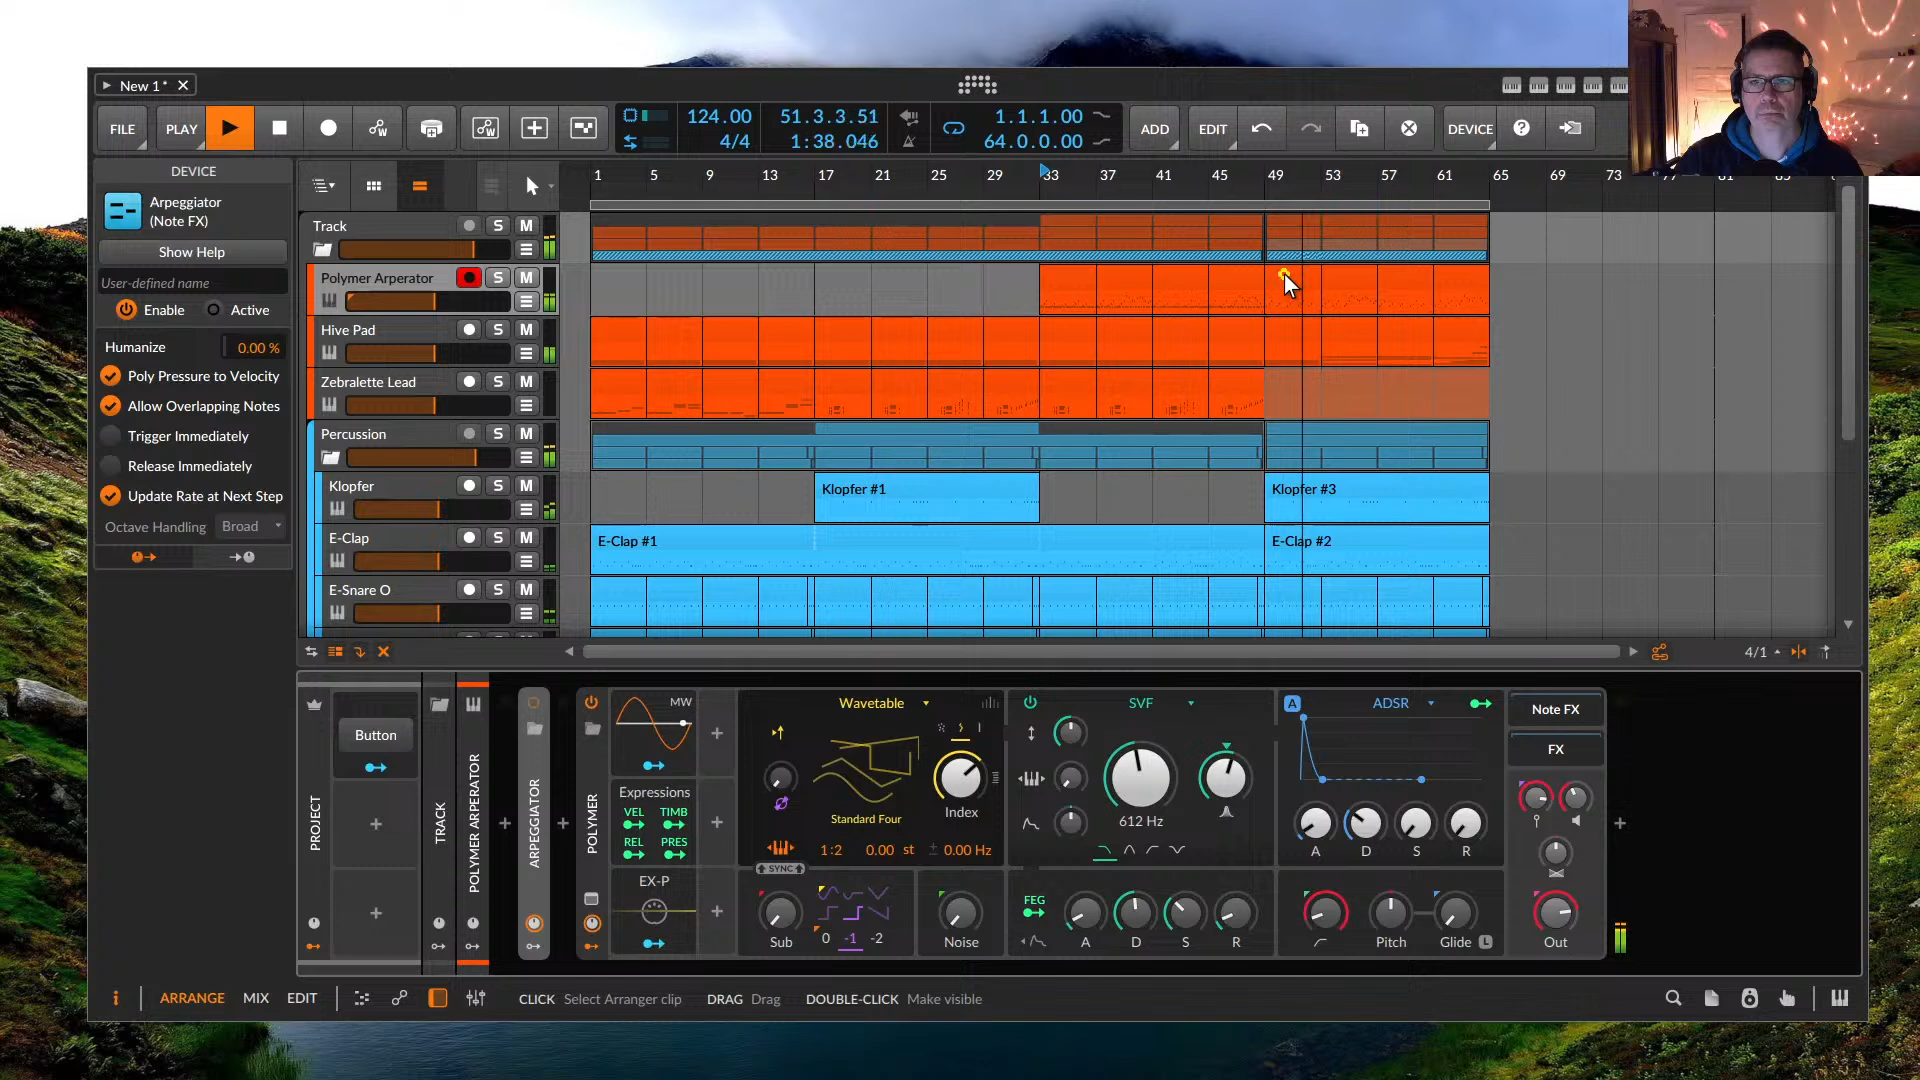 New 1 *
FILE
PLAY
124.00
4/4
51.3.3.51
1:38.046
1.1.1.00
64.0.0.00
ADD
EDIT
DEVICE
DEVICE
Arpeggiator
(Note FX)
Show Help
User-defined name
Enable
Active
Humanize
0.00 %
Poly Pressure to Velocity
Allow Overlapping Notes
Trigger Immediately
Release Immediately
Update Rate at Next Step
Octave Handling
Broad
1
5
9
13
17
21
25
29
33
37
41
45
49
53
57
61
65
69
73
Track
S
M
Polymer Arperator
S
M
Hive Pad
S
M
Zebralette Lead
S
M
Percussion
S
M
Klopfer
S
M
Klopfer #1
Klopfer #3
E-Clap
S
M
E-Clap #1
E-Clap #2
E-Snare O
S
M
4/1
PROJECT
Button
TRACK
POLYMER ARPERATOR
ARPEGGIATOR
POLYMER
MW
Expressions
VEL
TIMB
REL
PRES
EX-P
Wavetable
Standard Four
Index
1:2
0.00 st
± 0.00 Hz
SYNC
Sub
0
-1
-2
Noise
SVF
612 Hz
FEG
A
D
S
R
A
ADSR
A
D
S
R
Pitch
Glide
L
Note FX
FX
Out
i
ARRANGE
MIX
EDIT
CLICK
Select Arranger clip
DRAG
Drag
DOUBLE-CLICK
Make visible